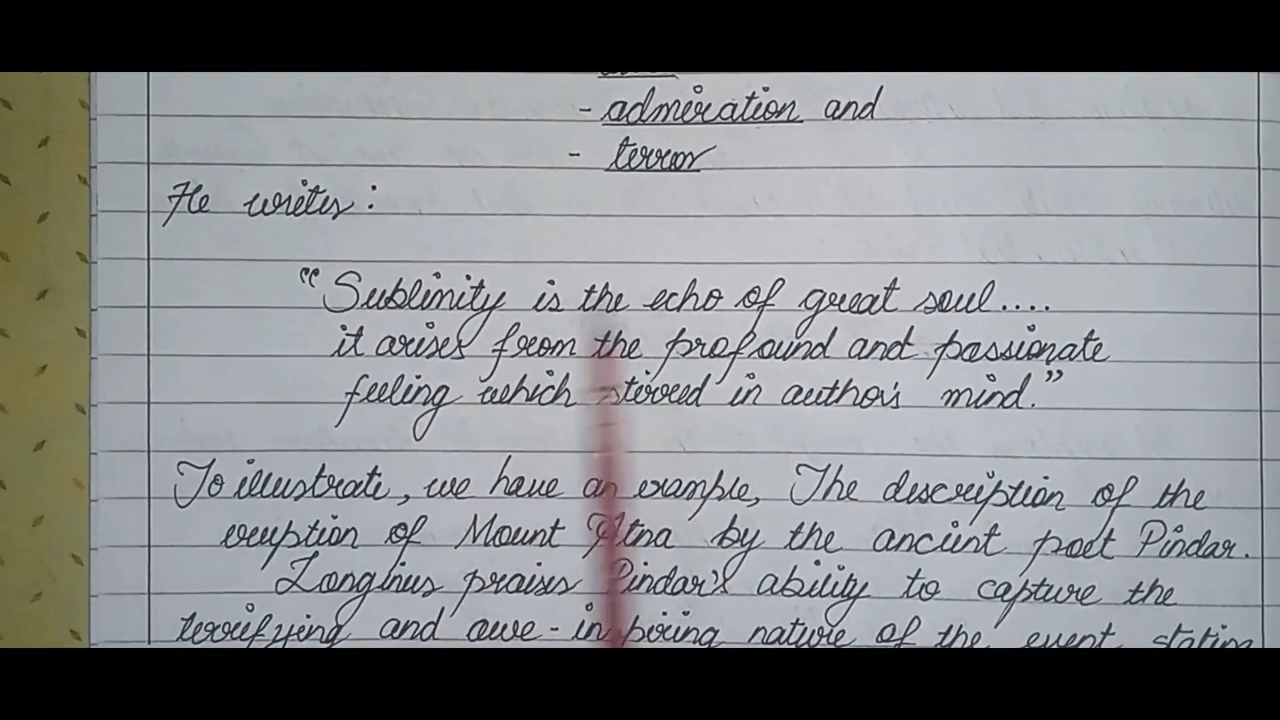 - admiration and
- terror
He writes :
“Sublimity is the echo of great soul....
it arises from the profound and passionate
feeling which stirred in author's mind.”
To illustrate, we have an example, The description of the
eruption of Mount Etna by the ancient poet Pindar.
Longinus praises Pindar's ability to capture the
terrifying and awe-inspiring nature of the event